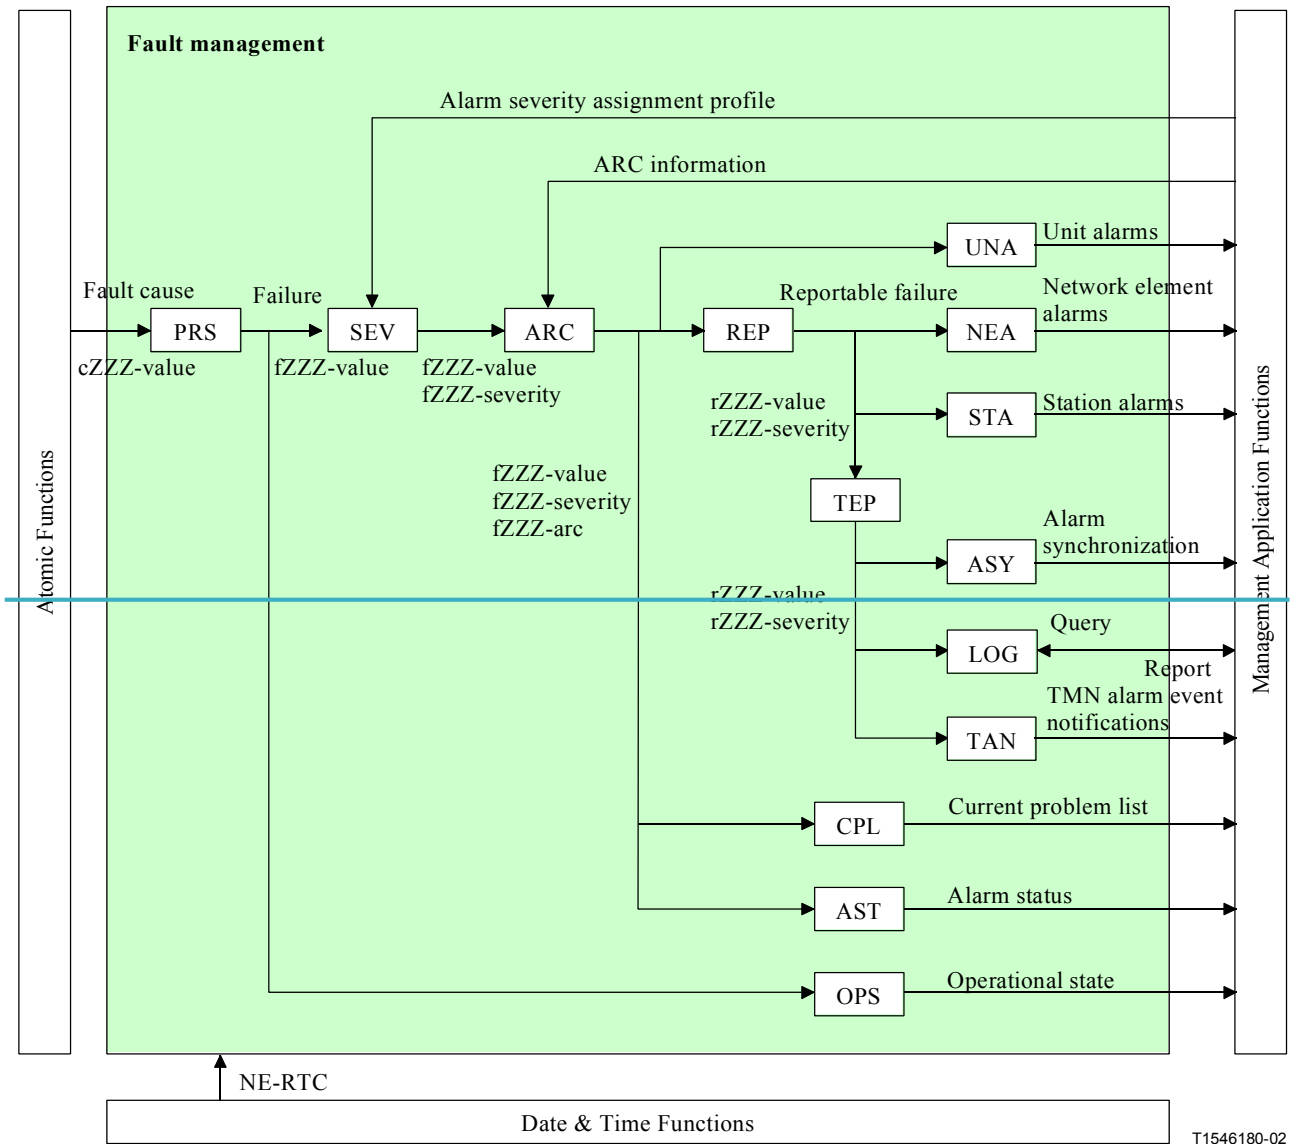 Fault management
Alarm severity assignment profile
ARC information
UNA
Unit alarms
Fault cause
Failure
Reportable failure
Network element
alarms
PRS
SEV
ARC
REP
NEA
cZZZ-value
fZZZ-value
fZZZ-value
fZZZ-severity
rZZZ-value
rZZZ-severity
STA
Station alarms
fZZZ-value
fZZZ-severity
fZZZ-arc
TEP
Alarm
synchronization
ASY
rZZZ-value
rZZZ-severity
Query
LOG
Report
TMN alarm event
notifications
TAN
CPL
Current problem list
AST
Alarm status
OPS
Operational state
Atomic Functions
Management Application Functions
NE-RTC
Date & Time Functions
T1546180-02